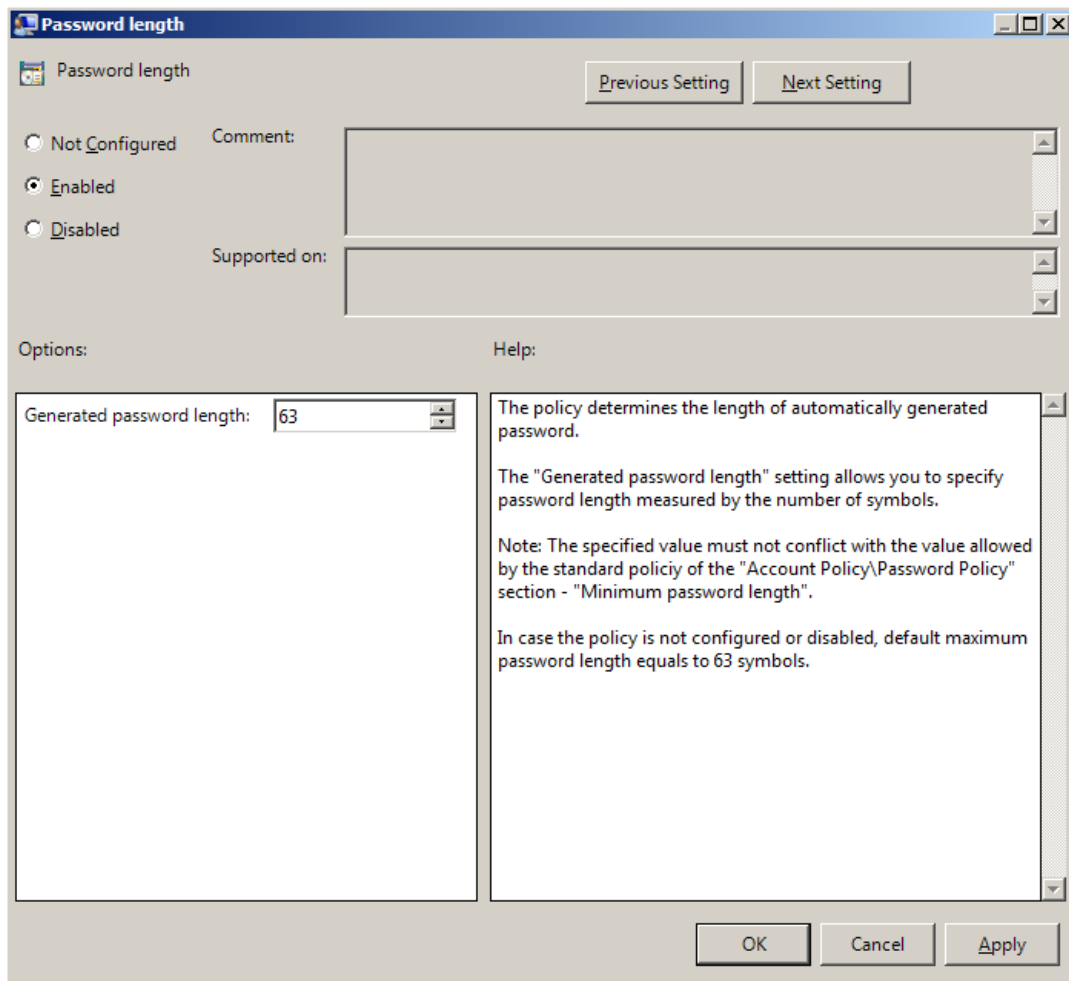 Password length
Password length
Previous Setting
Next Setting
Not Configured
Comment:
Enabled
Disabled
Supported on:
Options:
Help:
Generated password length: 63
The policy determines the length of automatically generated
password.
The "Generated password length" setting allows you to specify
password length measured by the number of symbols.
Note: The specified value must not conflict with the value allowed
by the standard policiy of the "Account Policy\Password Policy"
section - "Minimum password length".
In case the policy is not configured or disabled, default maximum
password length equals to 63 symbols.
OK
Cancel
Apply